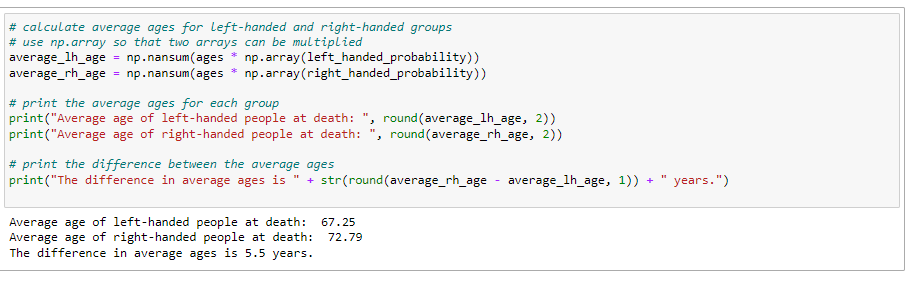 # calculate average ages for left-handed and right-handed groups
# use np.array so that two arrays can be multiplied
average_lh_age = np.nansum(ages * np.array(left_handed_probability))
average_rh_age = np.nansum(ages * np.array(right_handed_probability))
# print the average ages for each group
print("Average age of left-handed people at death: ", round(average_lh_age, 2))
print("Average age of right-handed people at death: ", round(average_rh_age, 2))
# print the difference between the average ages
print("The difference in average ages is " + str(round(average_rh_age - average_lh_age, 1)) + " years.")
Average age of left-handed people at death:  67.25
Average age of right-handed people at death:  72.79
The difference in average ages is 5.5 years.